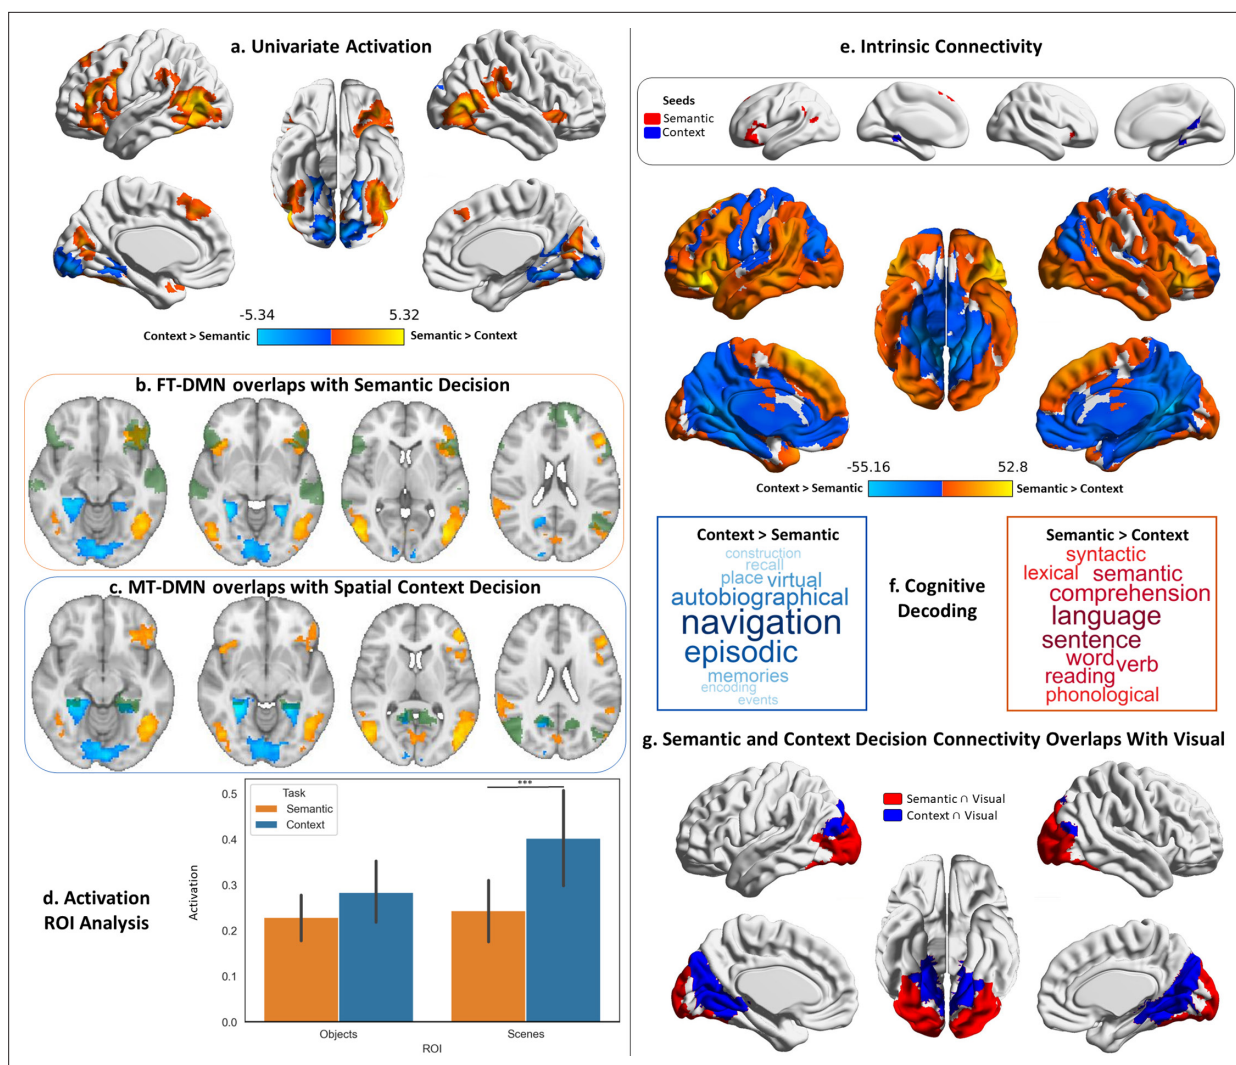 a. Univariate Activation
-5.34
5.32
Context > Semantic
Semantic > Context
b. FT-DMN overlaps with Semantic Decision
c. MT-DMN overlaps with Spatial Context Decision
d. Activation
ROI Analysis
Task
Semantic
Context
***
Activation
0.5
0.4
0.3
0.2
0.1
0.0
Objects
Scenes
ROI
e. Intrinsic Connectivity
Seeds
Semantic
Context
-55.16
52.8
Context > Semantic
Semantic > Context
Context > Semantic
construction
recall
place virtual
autobiographical
navigation
episodic
memories
encoding
events
f. Cognitive
Decoding
Semantic > Context
syntactic
lexical semantic
comprehension
language
sentence
word verb
reading
phonological
g. Semantic and Context Decision Connectivity Overlaps With Visual
Semantic ∩ Visual
Context ∩ Visual